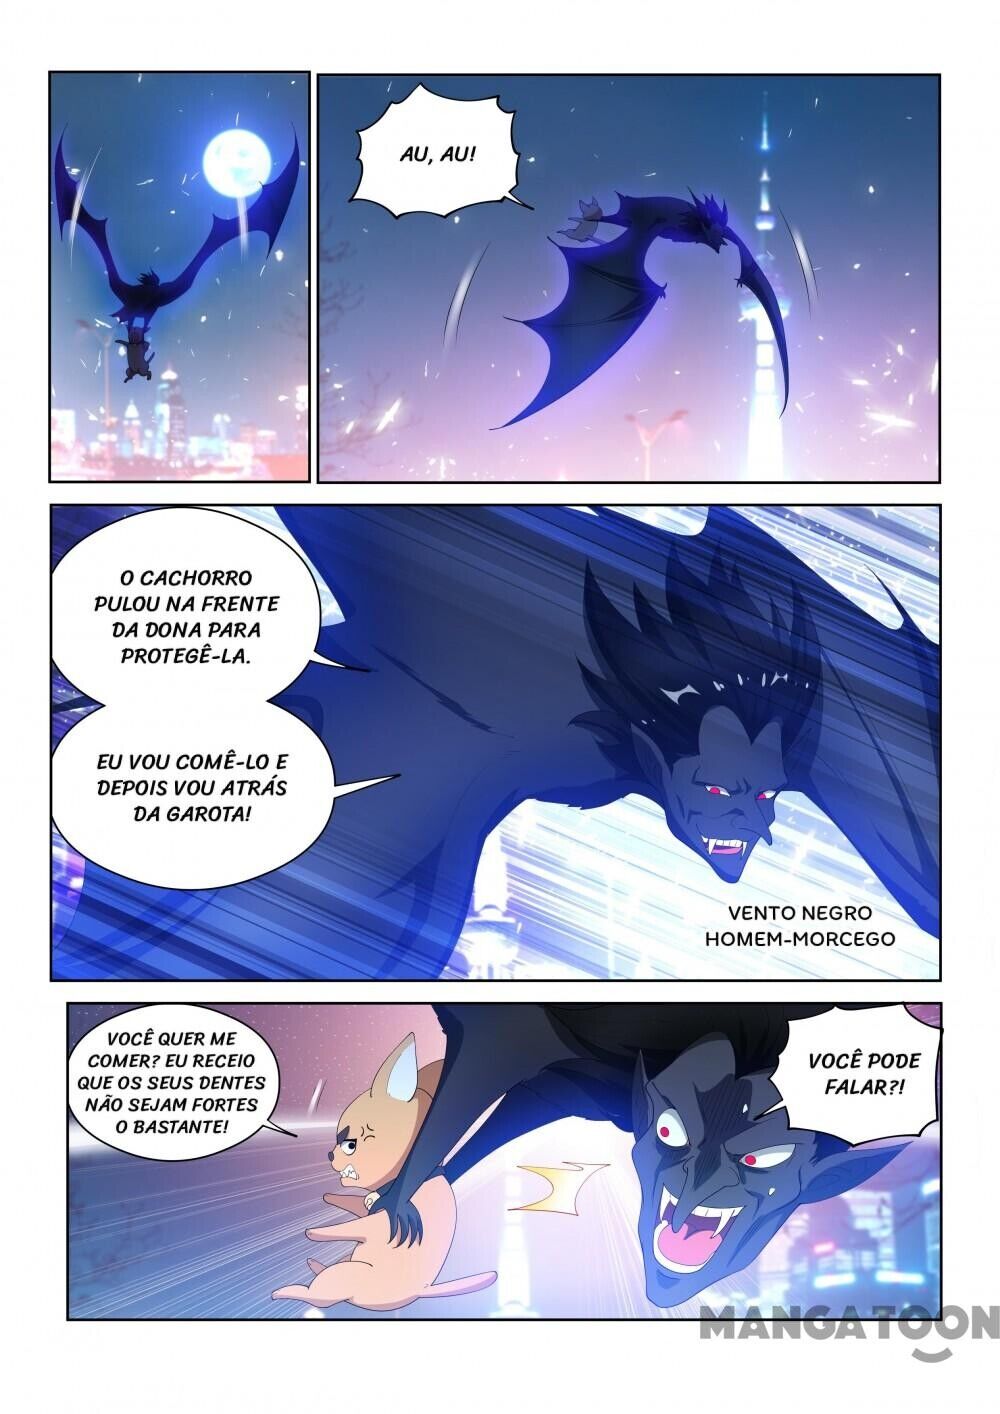 AU, AU!
O CACHORRO
PULOU NA FRENTE
DA DONA PARA
PROTEGÊ-LA.
EU VOU COMÊ-LO E
DEPOIS VOU ATRÁS
DA GAROTA!
VENTO NEGRO
HOMEM-MORCEGO
VOCÊ QUER ME
COMER? EU RECEIO
QUE OS SEUS DENTES
NÃO SEJAM FORTES
O BASTANTE!
VOCÊ PODE
FALAR?!
MANGATOON